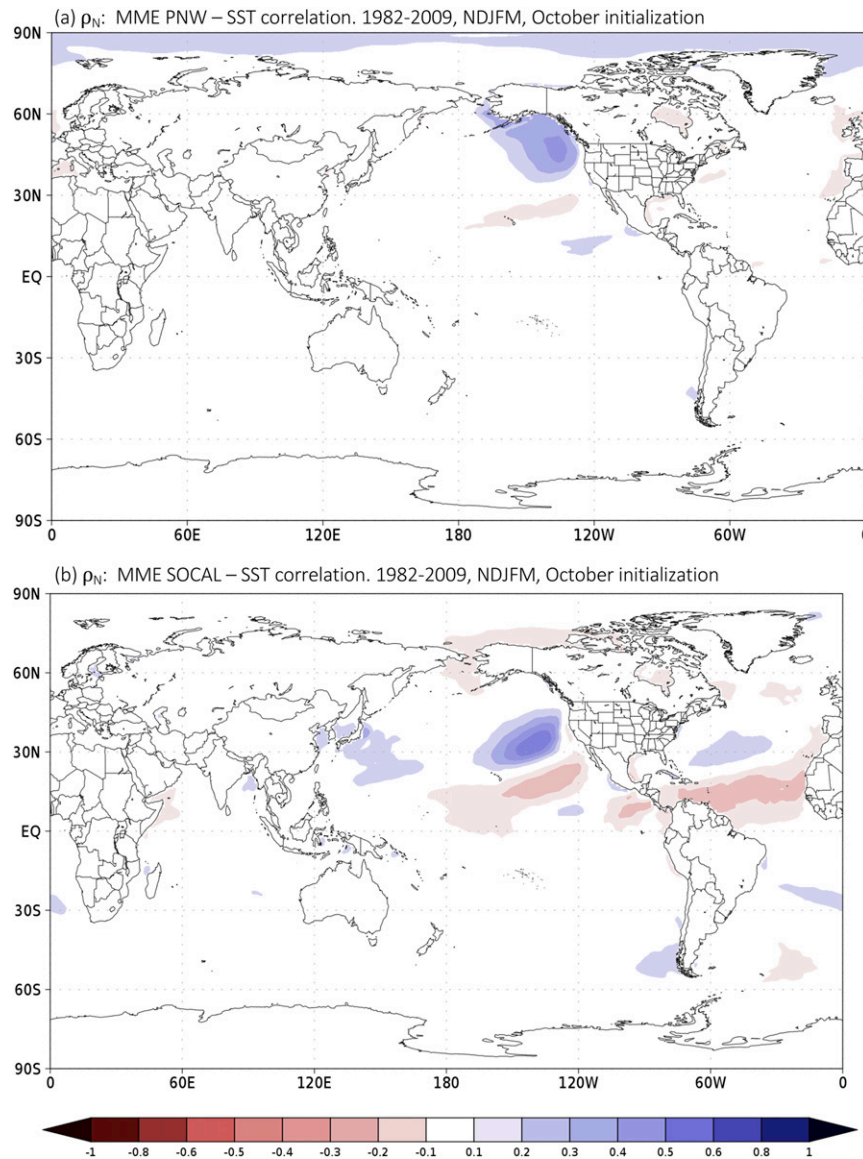 (a) ρN: MME PNW – SST correlation. 1982-2009, NDJFM, October initialization
90N
60N
30N
EQ
30S
60S
90S
0 60E 120E 180 120W 60W 0
(b) ρN: MME SOCAL – SST correlation. 1982-2009, NDJFM, October initialization
90N
60N
30N
EQ
30S
60S
90S
0 60E 120E 180 120W 60W 0
-1 -0.8 -0.6 -0.5 -0.4 -0.3 -0.2 -0.1 0.1 0.2 0.3 0.4 0.5 0.6 0.8 1